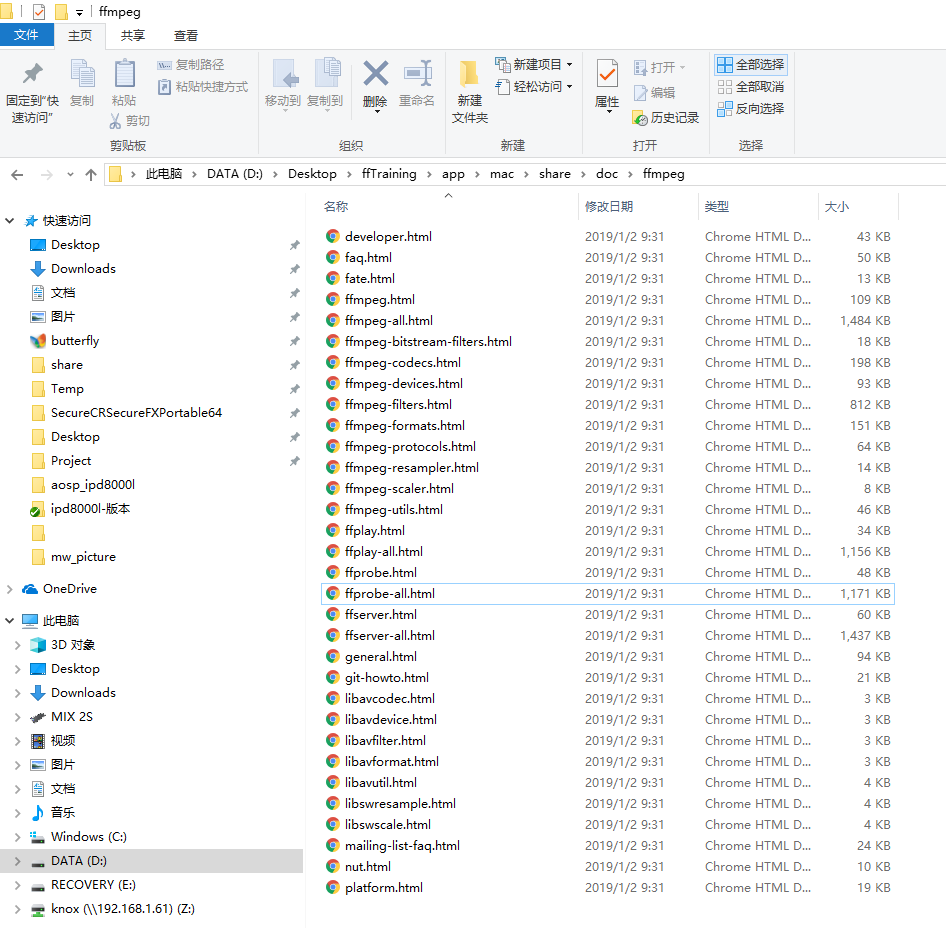 ffmpeg
文件 主页 共享 查看
固定到"快速访问"
复制
粘贴
复制路径
粘贴快捷方式
剪切
剪贴板
移动到
复制到
删除
重命名
组织
新建文件夹
新建项目
轻松访问
新建
属性
打开
编辑
历史记录
打开
全部选择
全部取消
反向选择
选择
此电脑 DATA (D:) Desktop ffTraining app mac share doc ffmpeg
快速访问
Desktop
Downloads
文档
图片
butterfly
share
Temp
SecureCRSecureFXPortable64
Desktop
Project
aosp_ipd8000l
ipd8000l-版本
mw_picture
OneDrive
此电脑
3D 对象
Desktop
Downloads
MIX 2S
视频
图片
文档
音乐
Windows (C:)
DATA (D:)
RECOVERY (E:)
knox (\\192.168.1.61) (Z:)
名称 修改日期 类型 大小
developer.html 2019/1/2 9:31 Chrome HTML D... 43 KB
faq.html 2019/1/2 9:31 Chrome HTML D... 50 KB
fate.html 2019/1/2 9:31 Chrome HTML D... 13 KB
ffmpeg.html 2019/1/2 9:31 Chrome HTML D... 109 KB
ffmpeg-all.html 2019/1/2 9:31 Chrome HTML D... 1,484 KB
ffmpeg-bitstream-filters.html 2019/1/2 9:31 Chrome HTML D... 18 KB
ffmpeg-codecs.html 2019/1/2 9:31 Chrome HTML D... 198 KB
ffmpeg-devices.html 2019/1/2 9:31 Chrome HTML D... 93 KB
ffmpeg-filters.html 2019/1/2 9:31 Chrome HTML D... 812 KB
ffmpeg-formats.html 2019/1/2 9:31 Chrome HTML D... 151 KB
ffmpeg-protocols.html 2019/1/2 9:31 Chrome HTML D... 64 KB
ffmpeg-resampler.html 2019/1/2 9:31 Chrome HTML D... 14 KB
ffmpeg-scaler.html 2019/1/2 9:31 Chrome HTML D... 8 KB
ffmpeg-utils.html 2019/1/2 9:31 Chrome HTML D... 46 KB
ffplay.html 2019/1/2 9:31 Chrome HTML D... 34 KB
ffplay-all.html 2019/1/2 9:31 Chrome HTML D... 1,156 KB
ffprobe.html 2019/1/2 9:31 Chrome HTML D... 48 KB
ffprobe-all.html 2019/1/2 9:31 Chrome HTML D... 1,171 KB
ffserver.html 2019/1/2 9:31 Chrome HTML D... 60 KB
ffserver-all.html 2019/1/2 9:31 Chrome HTML D... 1,437 KB
general.html 2019/1/2 9:31 Chrome HTML D... 94 KB
git-howto.html 2019/1/2 9:31 Chrome HTML D... 21 KB
libavcodec.html 2019/1/2 9:31 Chrome HTML D... 3 KB
libavdevice.html 2019/1/2 9:31 Chrome HTML D... 3 KB
libavfilter.html 2019/1/2 9:31 Chrome HTML D... 3 KB
libavformat.html 2019/1/2 9:31 Chrome HTML D... 3 KB
libavutil.html 2019/1/2 9:31 Chrome HTML D... 4 KB
libswresample.html 2019/1/2 9:31 Chrome HTML D... 4 KB
libswscale.html 2019/1/2 9:31 Chrome HTML D... 4 KB
mailing-list-faq.html 2019/1/2 9:31 Chrome HTML D... 24 KB
nut.html 2019/1/2 9:31 Chrome HTML D... 10 KB
platform.html 2019/1/2 9:31 Chrome HTML D... 19 KB